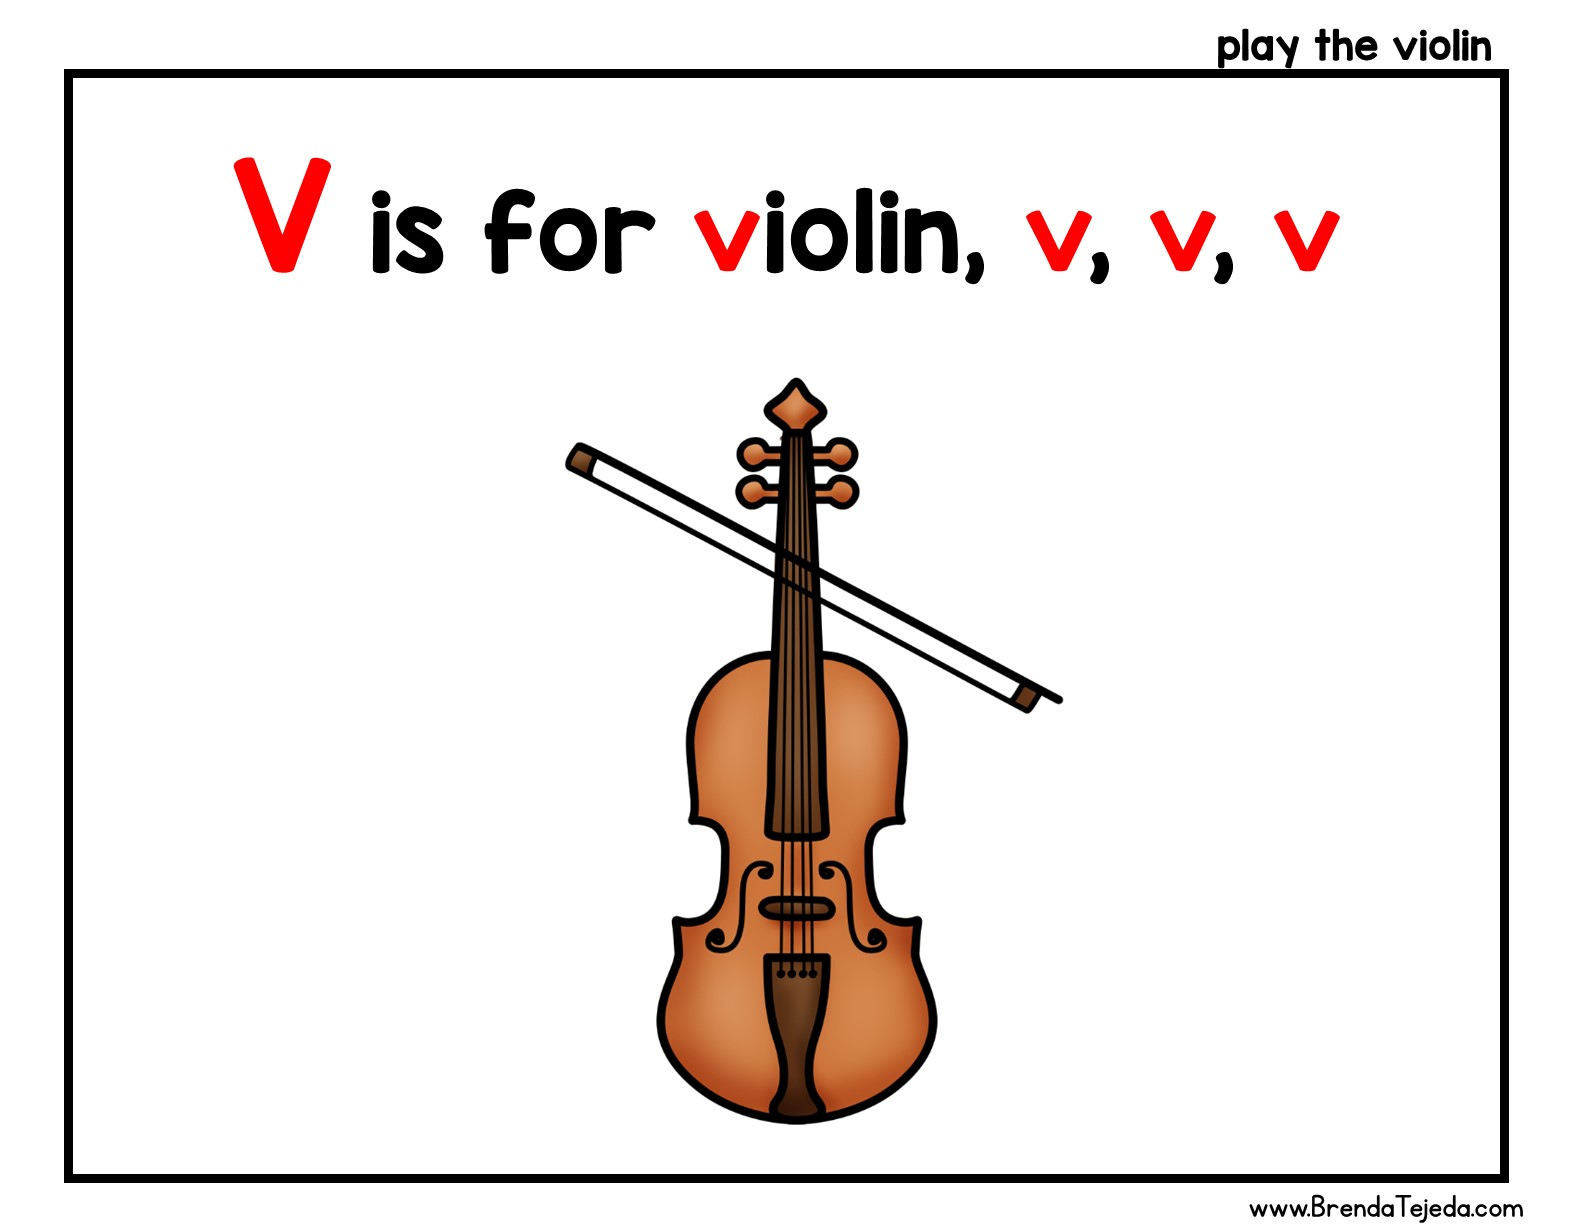 play the violin
V is for violin, v, v, v
www.BrendaTejeda.com